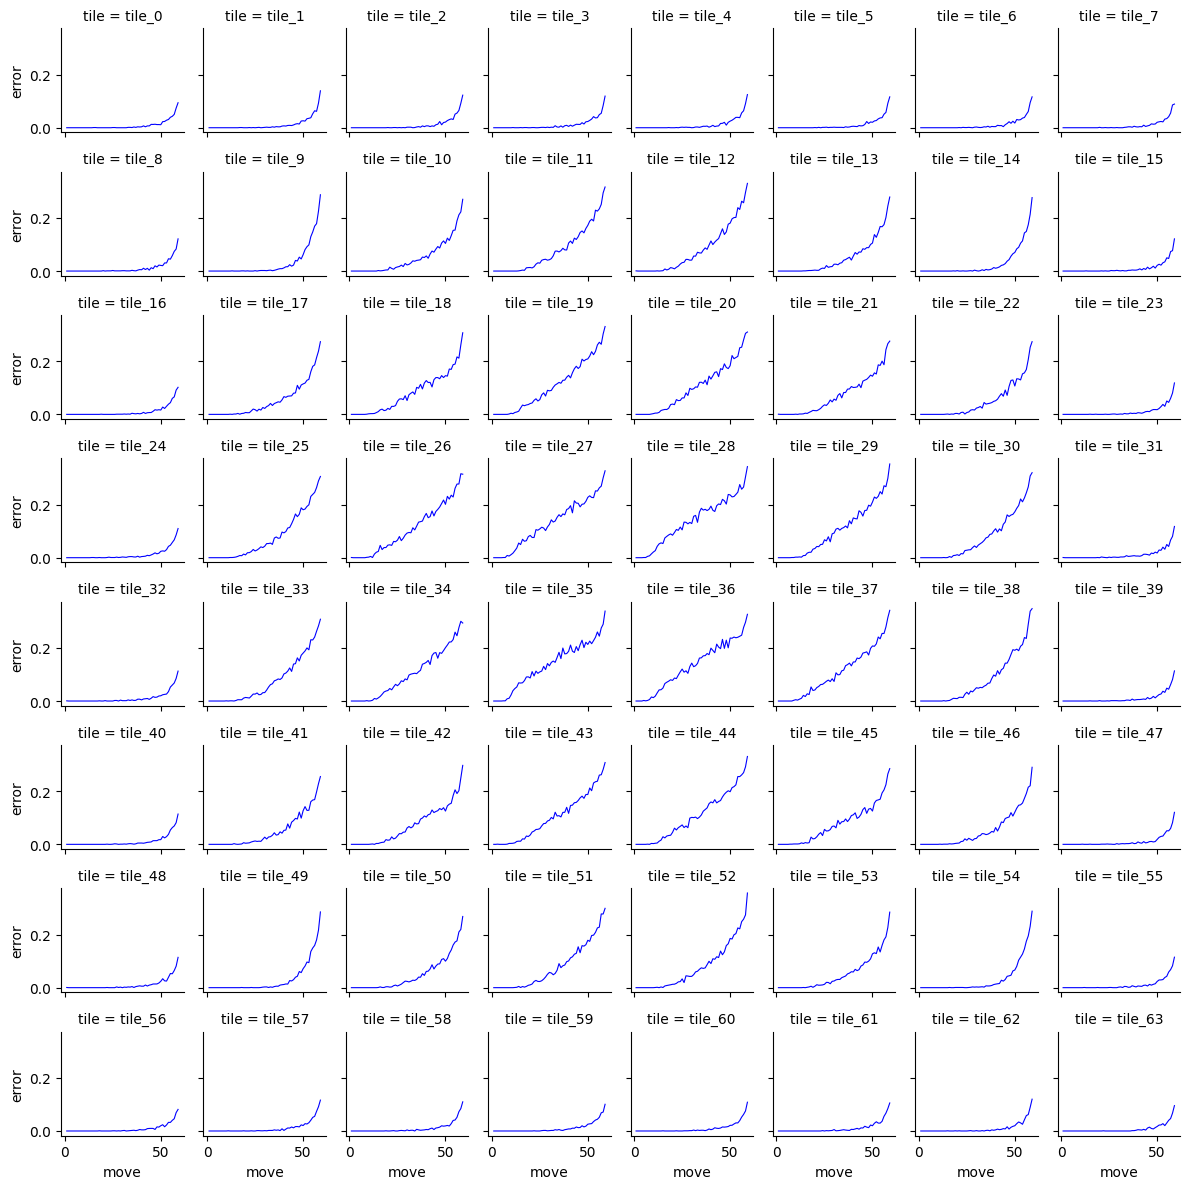 tile = tile_0 tile = tile_1 tile = tile_2 tile = tile_3 tile = tile_4 tile = tile_5 tile = tile_6 tile = tile_7
0.2
error
0.0
tile = tile_8 tile = tile_9 tile = tile_10 tile = tile_11 tile = tile_12 tile = tile_13 tile = tile_14 tile = tile_15
0.2
error
0.0
tile = tile_16 tile = tile_17 tile = tile_18 tile = tile_19 tile = tile_20 tile = tile_21 tile = tile_22 tile = tile_23
0.2
error
0.0
tile = tile_24 tile = tile_25 tile = tile_26 tile = tile_27 tile = tile_28 tile = tile_29 tile = tile_30 tile = tile_31
0.2
error
0.0
tile = tile_32 tile = tile_33 tile = tile_34 tile = tile_35 tile = tile_36 tile = tile_37 tile = tile_38 tile = tile_39
0.2
error
0.0
tile = tile_40 tile = tile_41 tile = tile_42 tile = tile_43 tile = tile_44 tile = tile_45 tile = tile_46 tile = tile_47
0.2
error
0.0
tile = tile_48 tile = tile_49 tile = tile_50 tile = tile_51 tile = tile_52 tile = tile_53 tile = tile_54 tile = tile_55
0.2
error
0.0
tile = tile_56 tile = tile_57 tile = tile_58 tile = tile_59 tile = tile_60 tile = tile_61 tile = tile_62 tile = tile_63
0.2
error
0.0
0 50 0 50 0 50 0 50 0 50 0 50 0 50 0 50
move move move move move move move move